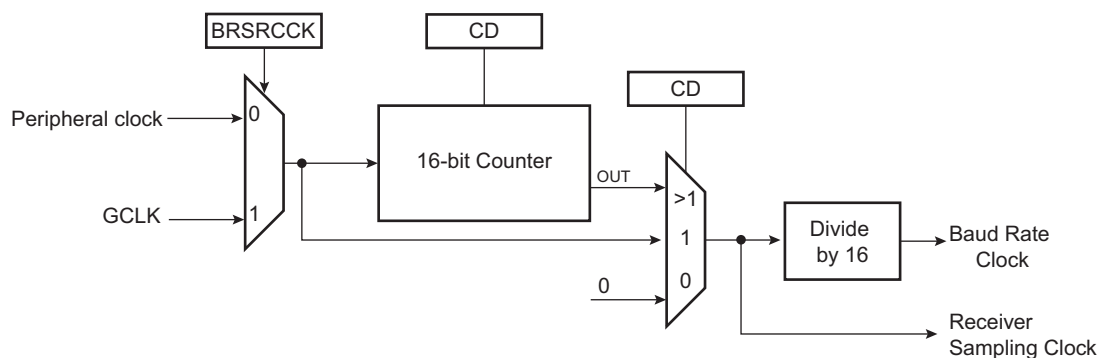 BRSRCCK
CD
CD
Peripheral clock
0
16-bit Counter
OUT
>1
GCLK
1
1
Divide
by 16
Baud Rate
Clock
0
0
Receiver
Sampling Clock